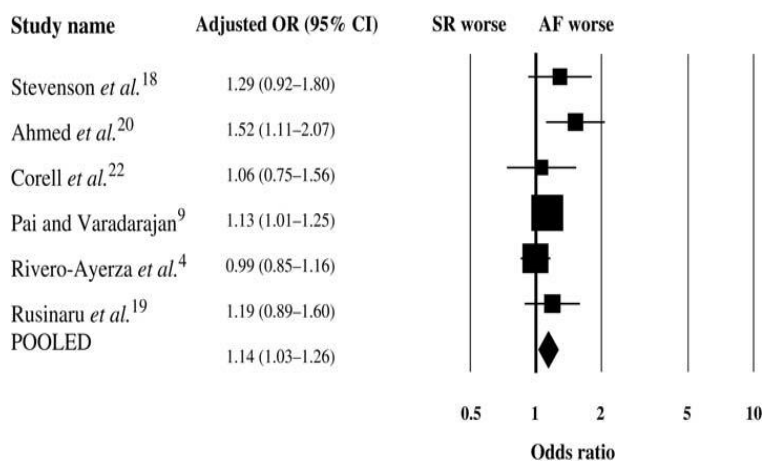 Study name Adjusted OR (95% CI) SR worse AF worse
Stevenson et al.18 1.29 (0.92–1.80)
Ahmed et al.20 1.52 (1.11–2.07)
Corell et al.22 1.06 (0.75–1.56)
Pai and Varadarajan9 1.13 (1.01–1.25)
Rivero-Ayerza et al.4 0.99 (0.85–1.16)
Rusinaru et al.19 1.19 (0.89–1.60)
POOLED 1.14 (1.03–1.26)
0.5 1 2 5 10
Odds ratio